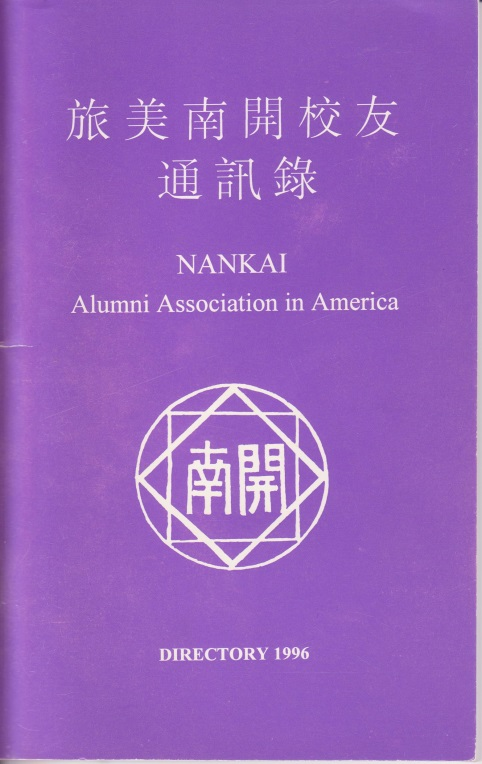 旅美南開校友
通訊錄
NANKAI
Alumni Association in America
南開
DIRECTORY 1996